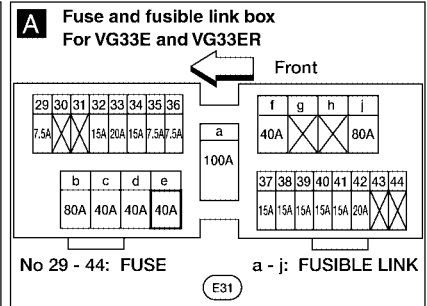 A Fuse and fusible link box
For VG33E and VG33ER
Front
29 30 31 32 33 34 35 36
7.5A 15A 20A 15A 7.5A 7.5A
a
100A
f g h j
40A 80A
b c d e
80A 40A 40A 40A
37 38 39 40 41 42 43 44
15A 15A 15A 15A 15A 20A
No 29 - 44: FUSE
a - j: FUSIBLE LINK
E31